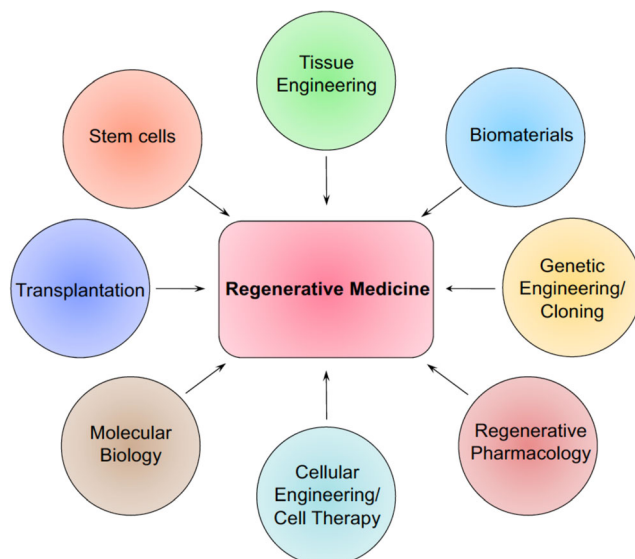 Tissue
Engineering
Stem cells
Biomaterials
Transplantation
Regenerative Medicine
Genetic
Engineering/
Cloning
Molecular
Biology
Cellular
Engineering/
Cell Therapy
Regenerative
Pharmacology